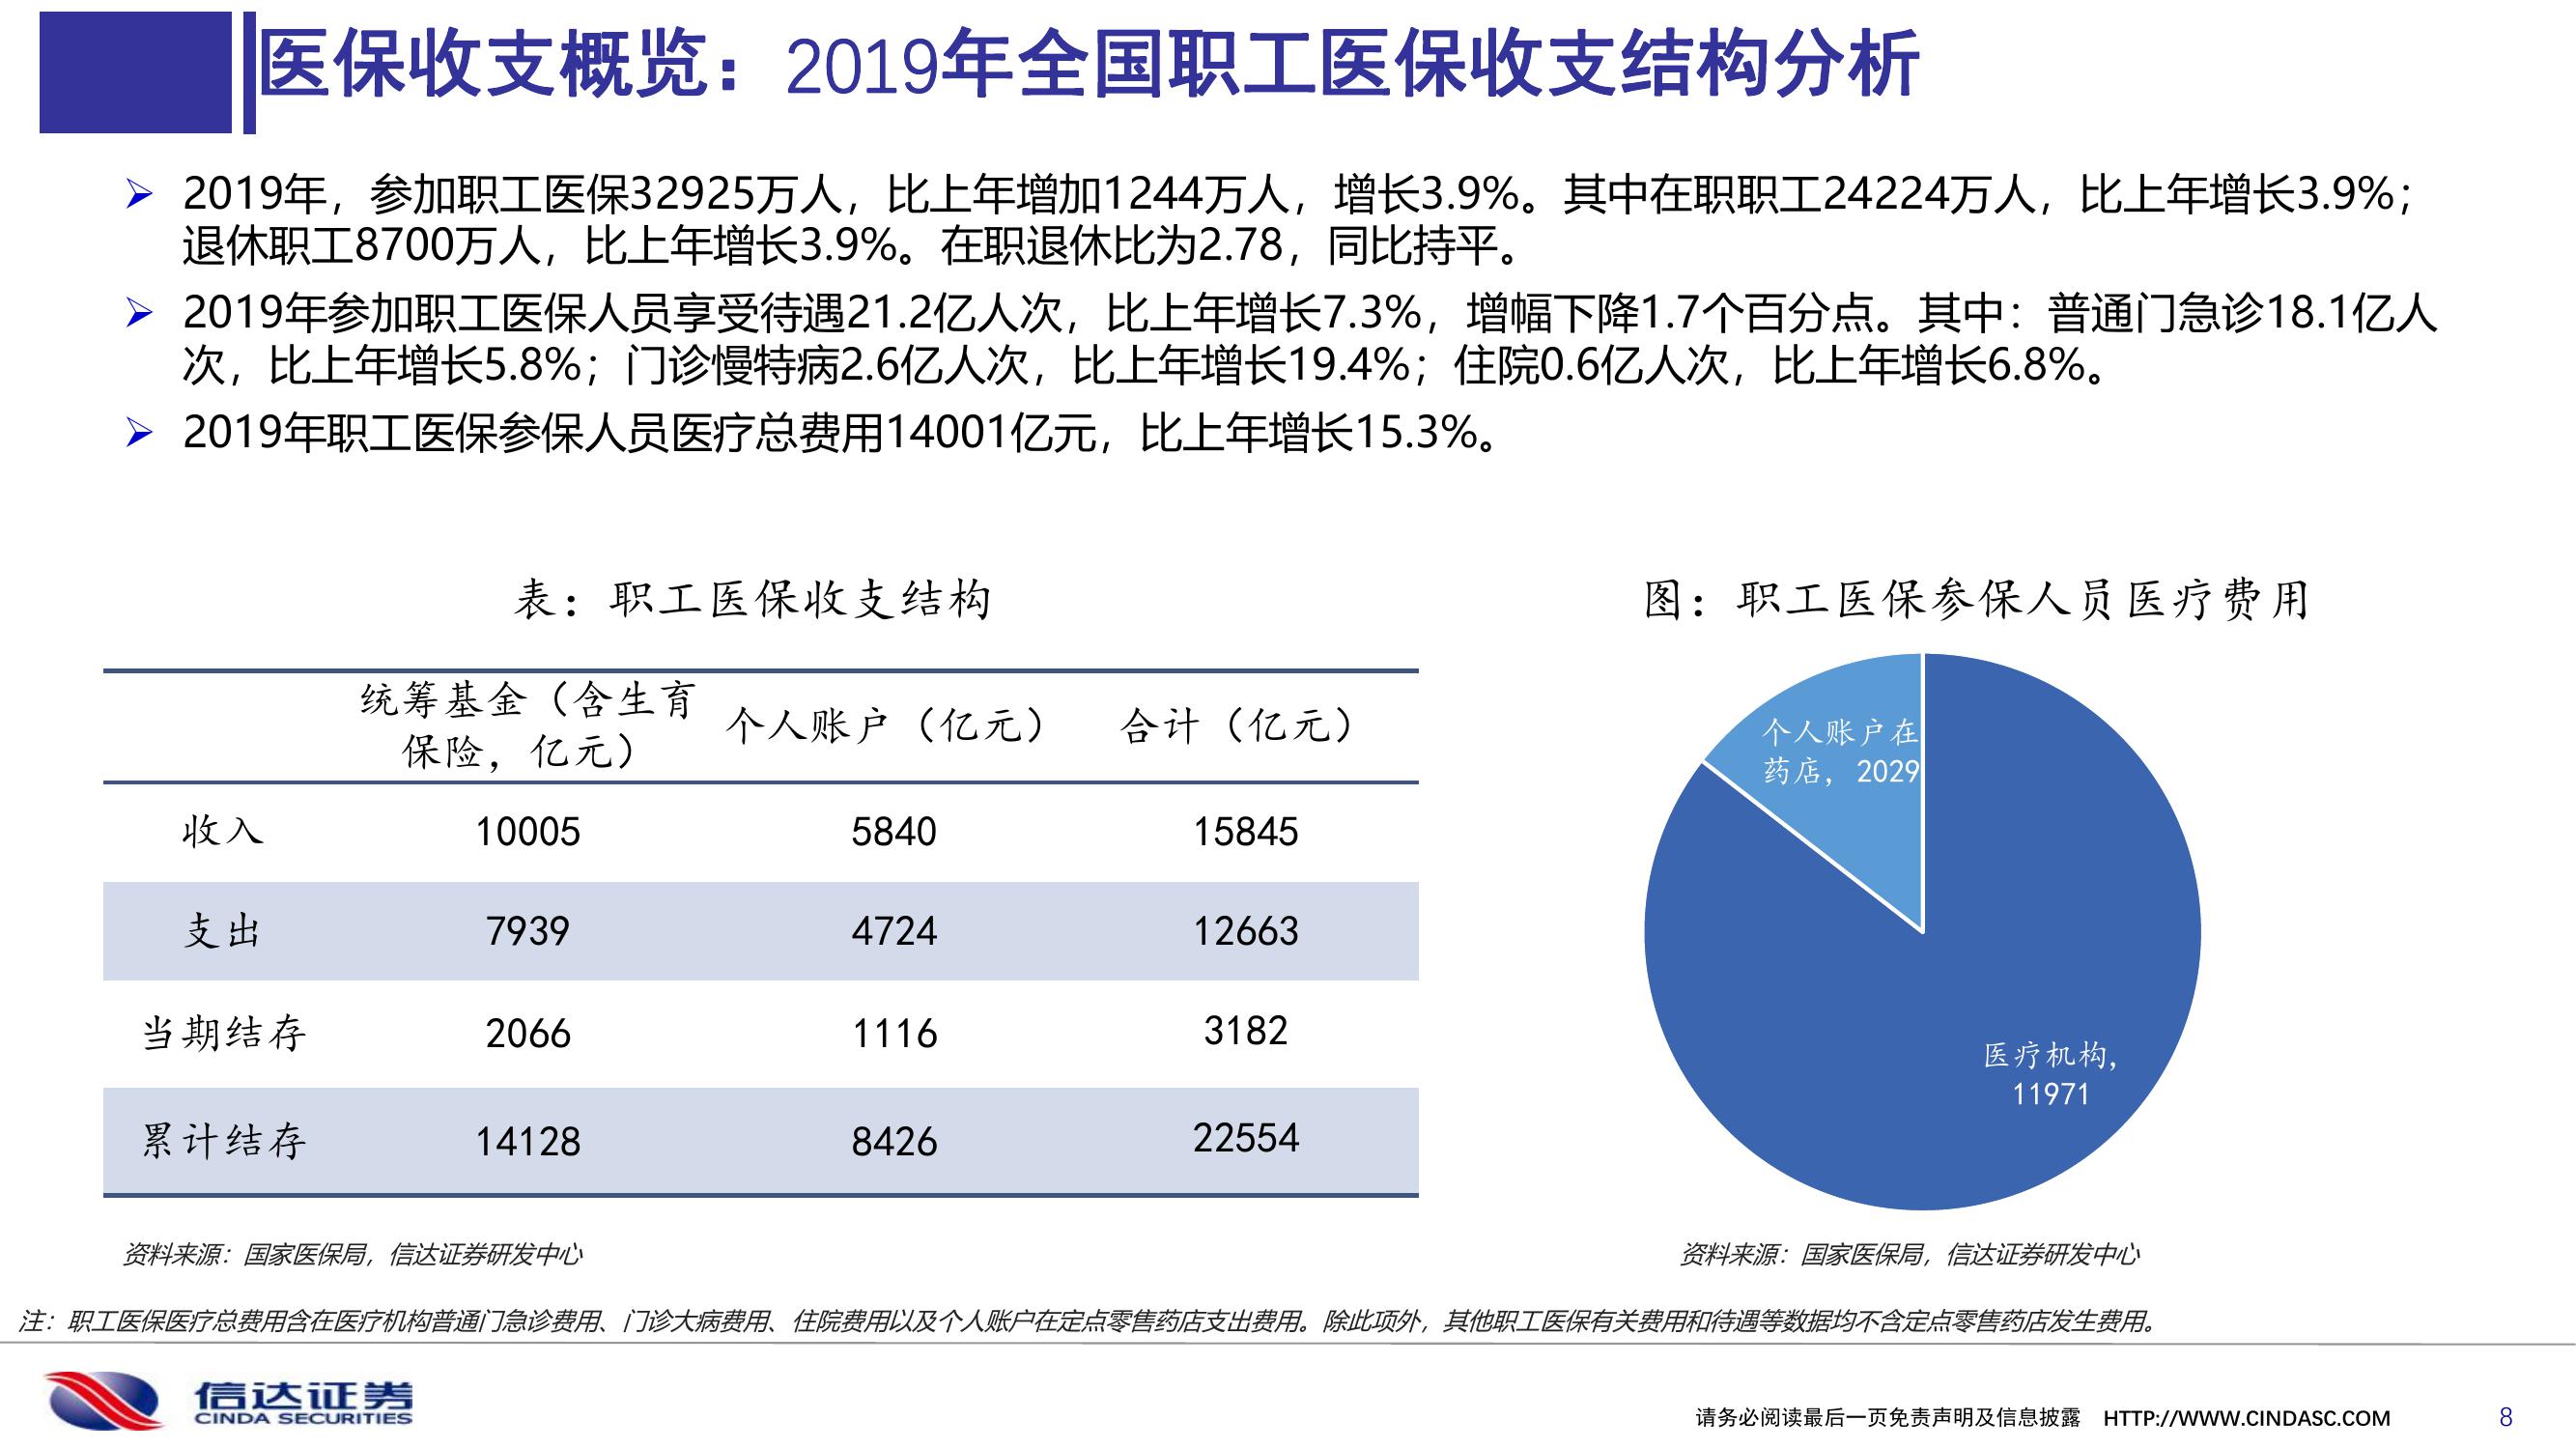 医保收支概览：2019年全国职工医保收支结构分析
2019年，参加职工医保32925万人，比上年增加1244万人，增长3.9%。其中在职职工24224万人，比上年增长3.9%；
退休职工8700万人，比上年增长3.9%。在职退休比为2.78，同比持平。
2019年参加职工医保人员享受待遇21.2亿人次，比上年增长7.3%，增幅下降1.7个百分点。其中：普通门急诊18.1亿人
次，比上年增长5.8%；门诊慢特病2.6亿人次，比上年增长19.4%；住院0.6亿人次，比上年增长6.8%。
2019年职工医保参保人员医疗总费用14001亿元，比上年增长15.3%。
表：职工医保收支结构
统筹基金（含生育
保险，亿元） 个人账户（亿元） 合计（亿元）
收入 10005 5840 15845
支出 7939 4724 12663
当期结存 2066 1116 3182
累计结存 14128 8426 22554
资料来源：国家医保局，信达证券研发中心
图：职工医保参保人员医疗费用
个人账户在
药店，2029
医疗机构，
11971
资料来源：国家医保局，信达证券研发中心
注：职工医保医疗总费用含在医疗机构普通门急诊费用、门诊大病费用、住院费用以及个人账户在定点零售药店支出费用。除此项外，其他职工医保有关费用和待遇等数据均不含定点零售药店发生费用。
信达证券
CINDA SECURITIES
请务必阅读最后一页免责声明及信息披露 HTTP://WWW.CINDASC.COM 8